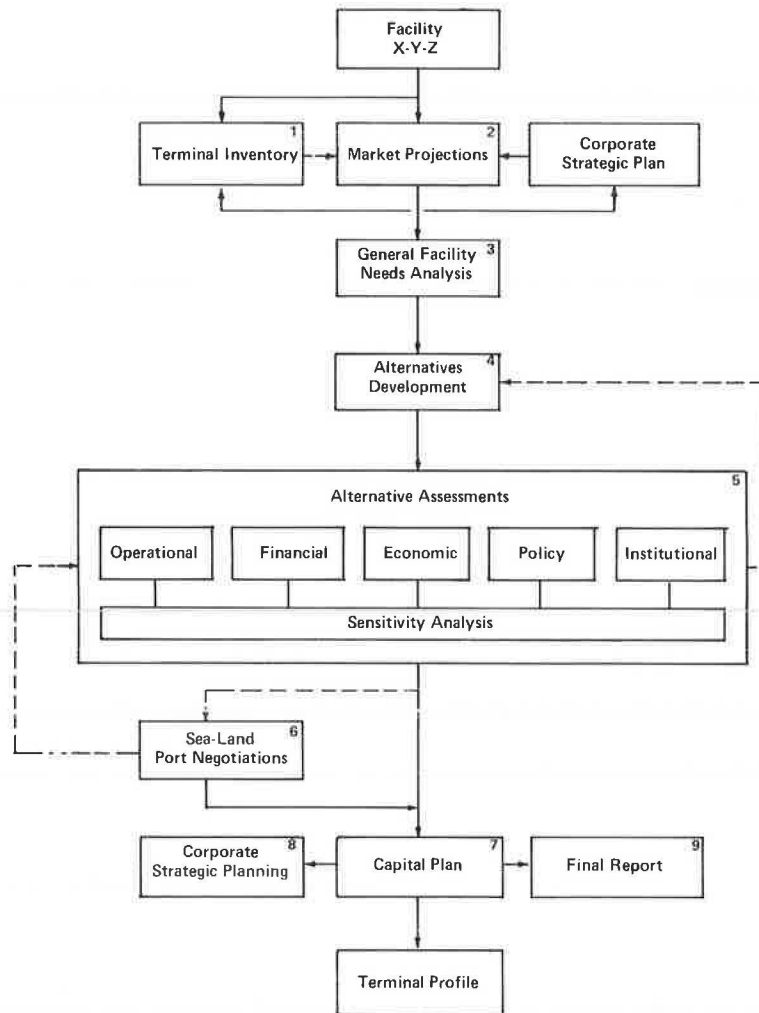 Facility
X-Y-Z
1
Terminal Inventory
2
Market Projections
Corporate
Strategic Plan
3
General Facility
Needs Analysis
4
Alternatives
Development
5
Alternative Assessments
Operational
Financial
Economic
Policy
Institutional
Sensitivity Analysis
6
Sea-Land
Port Negotiations
8
Corporate
Strategic Planning
7
Capital Plan
9
Final Report
Terminal Profile